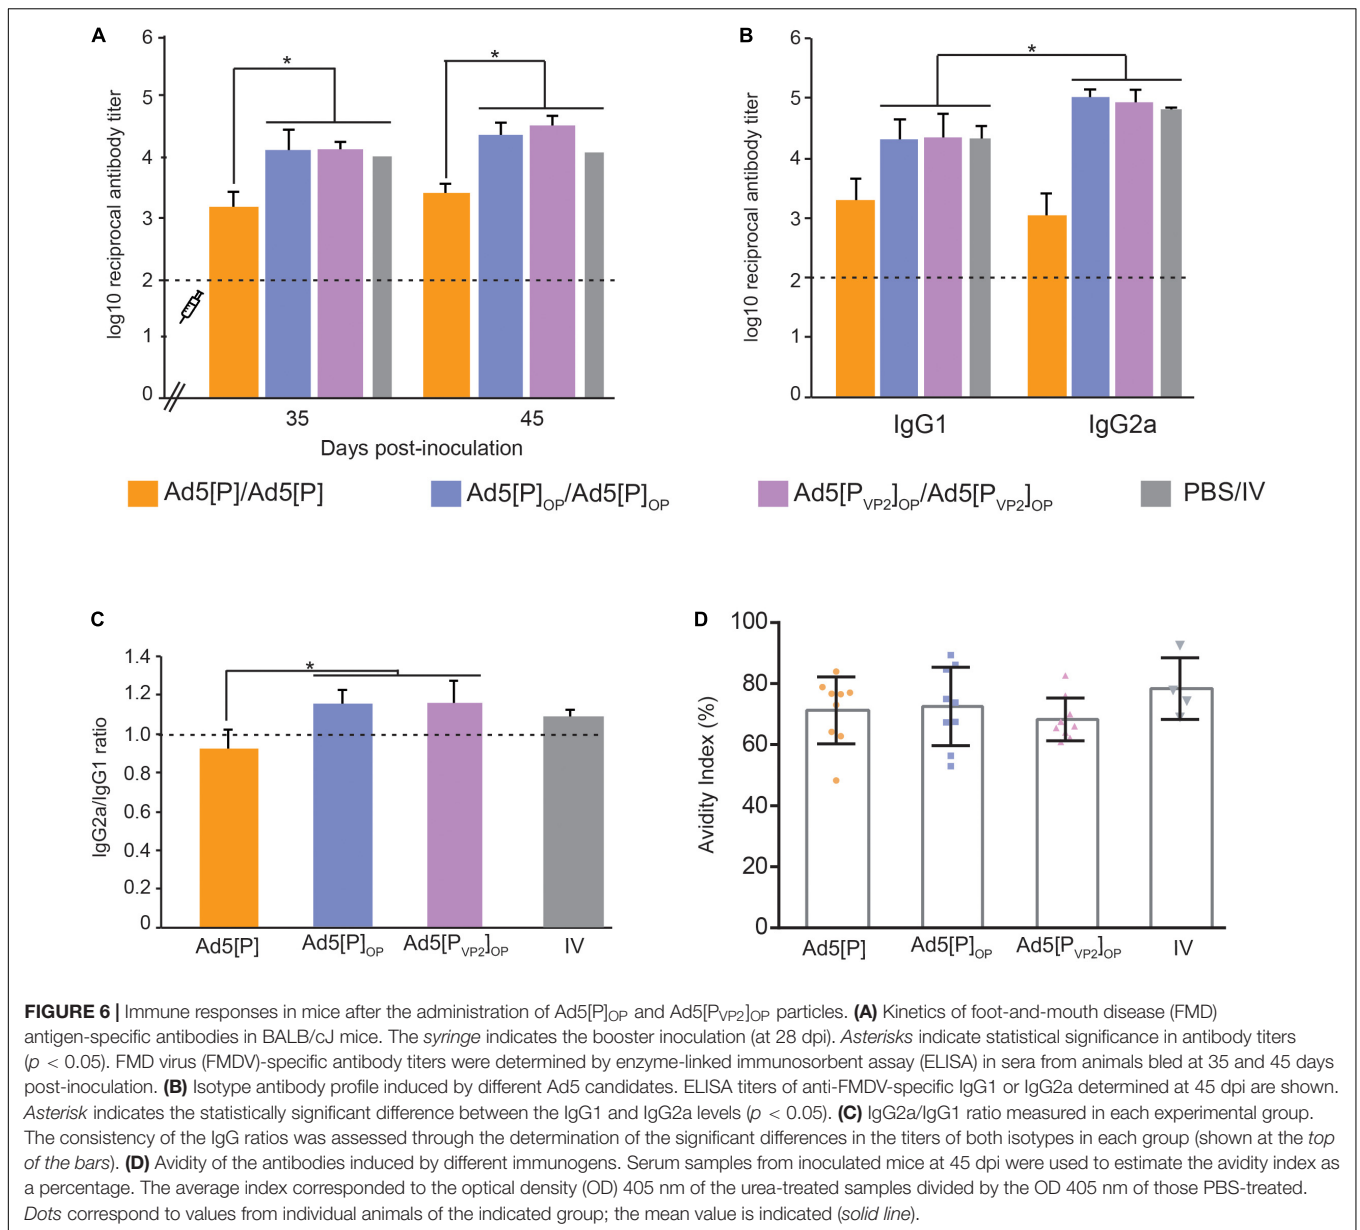 A
6
5
4
3
2
1
0
log10 reciprocal antibody titer
*
*
35
45
Days post-inoculation
B
6
5
4
3
2
1
0
log10 reciprocal antibody titer
*
IgG1
IgG2a
Ad5[P]/Ad5[P]
Ad5[P]OP/Ad5[P]OP
Ad5[PVP2]OP/Ad5[PVP2]OP
PBS/IV
C
1.4
1.2
1.0
0.8
0.6
0.4
0.2
0
IgG2a/IgG1 ratio
*
Ad5[P]
Ad5[P]OP
Ad5[PVP2]OP
IV
D
100
80
60
40
20
0
Avidity Index (%)
Ad5[P]
Ad5[P]OP
Ad5[PVP2]OP
IV
FIGURE 6 | Immune responses in mice after the administration of Ad5[P]OP and Ad5[PVP2]OP particles. (A) Kinetics of foot-and-mouth disease (FMD)
antigen-specific antibodies in BALB/cJ mice. The syringe indicates the booster inoculation (at 28 dpi). Asterisks indicate statistical significance in antibody titers
(p < 0.05). FMD virus (FMDV)-specific antibody titers were determined by enzyme-linked immunosorbent assay (ELISA) in sera from animals bled at 35 and 45 days
post-inoculation. (B) Isotype antibody profile induced by different Ad5 candidates. ELISA titers of anti-FMDV-specific IgG1 or IgG2a determined at 45 dpi are shown.
Asterisk indicates the statistically significant difference between the IgG1 and IgG2a levels (p < 0.05). (C) IgG2a/IgG1 ratio measured in each experimental group.
The consistency of the IgG ratios was assessed through the determination of the significant differences in the titers of both isotypes in each group (shown at the top
of the bars). (D) Avidity of the antibodies induced by different immunogens. Serum samples from inoculated mice at 45 dpi were used to estimate the avidity index as
a percentage. The average index corresponded to the optical density (OD) 405 nm of the urea-treated samples divided by the OD 405 nm of those PBS-treated.
Dots correspond to values from individual animals of the indicated group; the mean value is indicated (solid line).